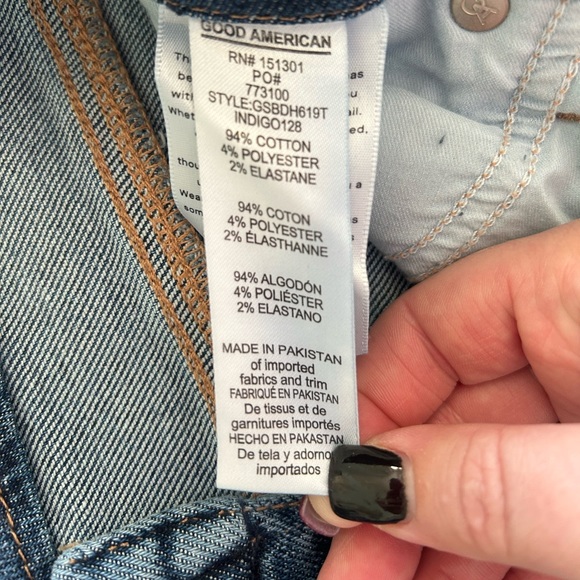 GOOD AMERICAN
RN# 151301
PO#
773100
STYLE:GSBDH619T
INDIGO128
94% COTTON
4% POLYESTER
2% ELASTANE
94% COTON
4% POLYESTER
2% ÉLASTHANNE
94% ALGODÓN
4% POLIÉSTER
2% ELASTANO
MADE IN PAKISTAN
of imported
fabrics and trim
FABRIQUÉ EN PAKISTAN
De tissus et de
garnitures importés
HECHO EN PAKASTAN
De tela y adorno
importados